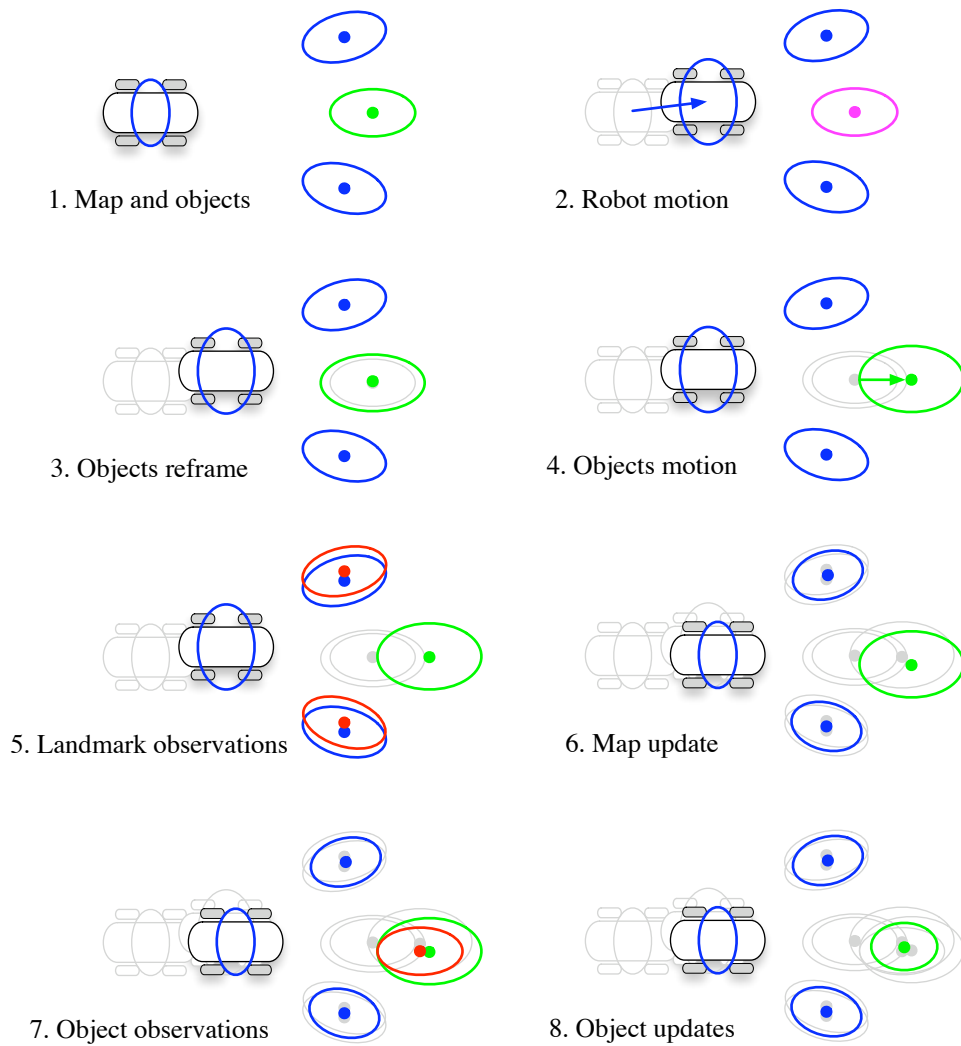 1. Map and objects
2. Robot motion
3. Objects reframe
4. Objects motion
5. Landmark observations
6. Map update
7. Object observations
8. Object updates